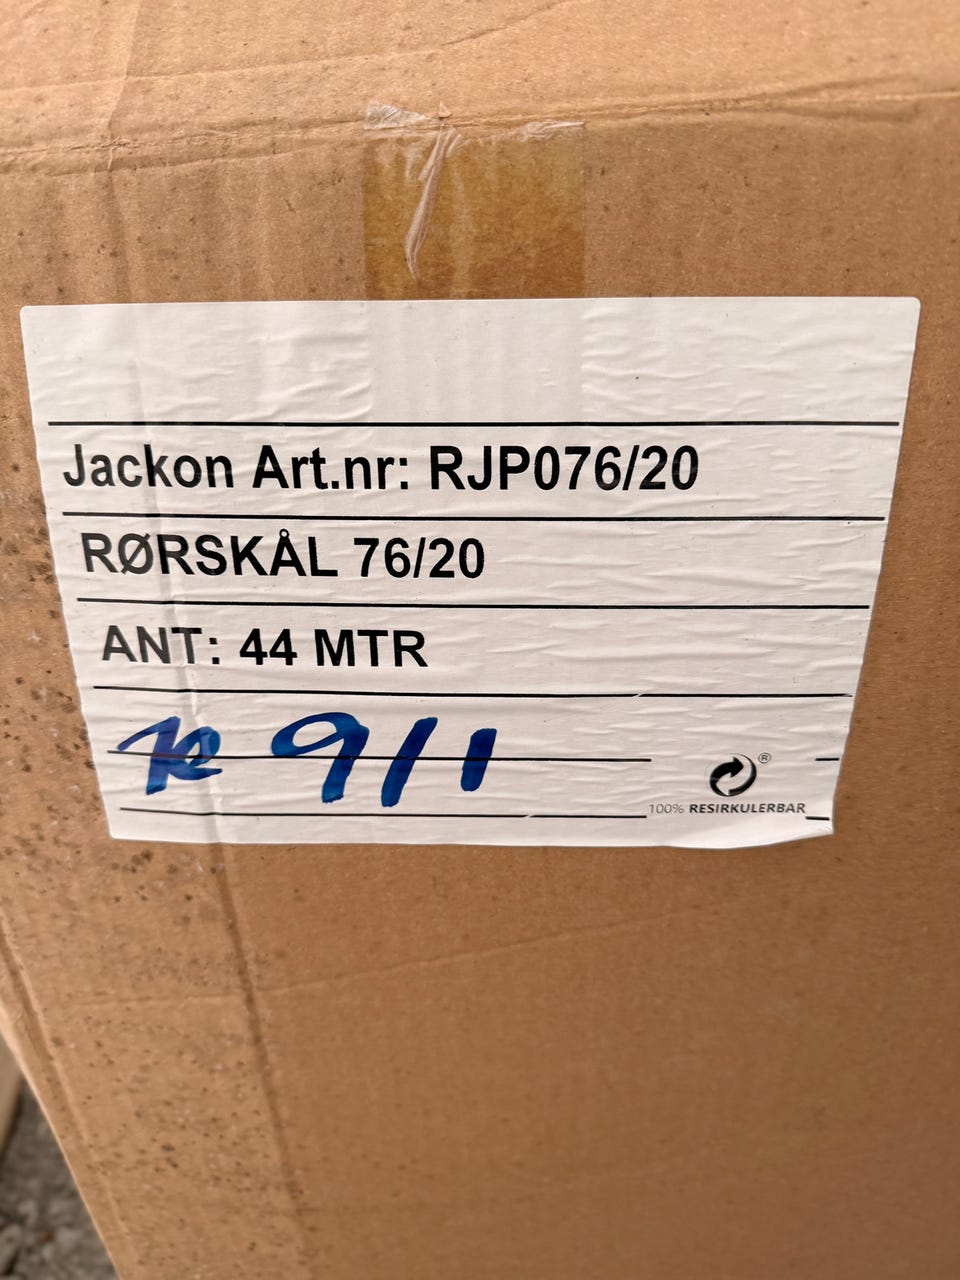 Jackon Art.nr: RJP076/20
RØRSKÅL 76/20
ANT: 44 MTR
R 9/1
®
100% RESIRKULERBAR